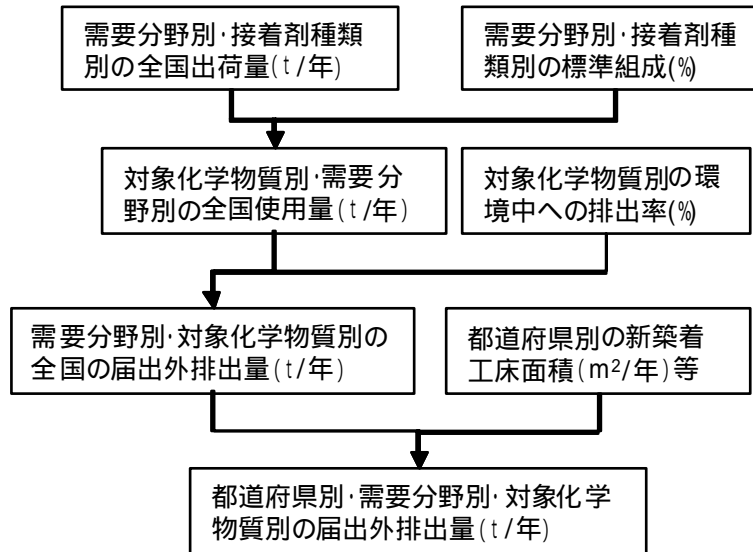 需要分野別･接着剤種類
別の全国出荷量(t/年)
需要分野別･接着剤種
類別の標準組成(%)
対象化学物質別･需要分
野別の全国使用量(t/年)
対象化学物質別の環
境中への排出率(%)
需要分野別･対象化学物質別の
全国の届出外排出量(t/年)
都道府県別の新築着
工床面積(m²/年)等
都道府県別･需要分野別･対象化学
物質別の届出外排出量(t/年)